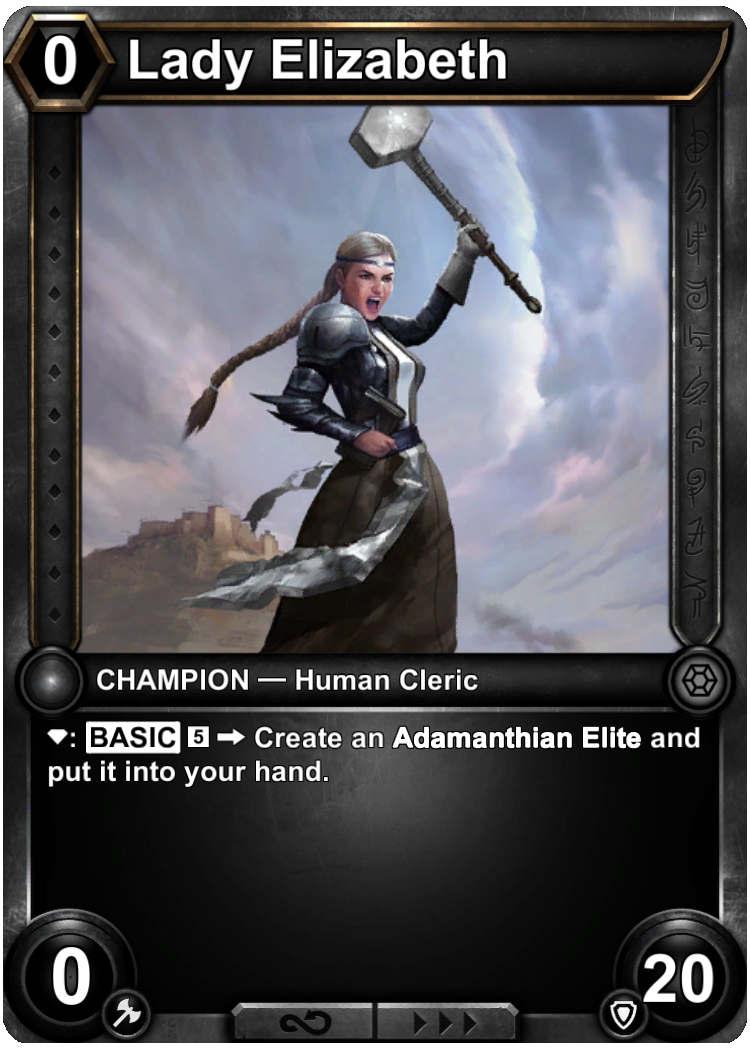 0 Lady Elizabeth
CHAMPION — Human Cleric
: BASIC 5 → Create an Adamanthian Elite and
put it into your hand.
0 20